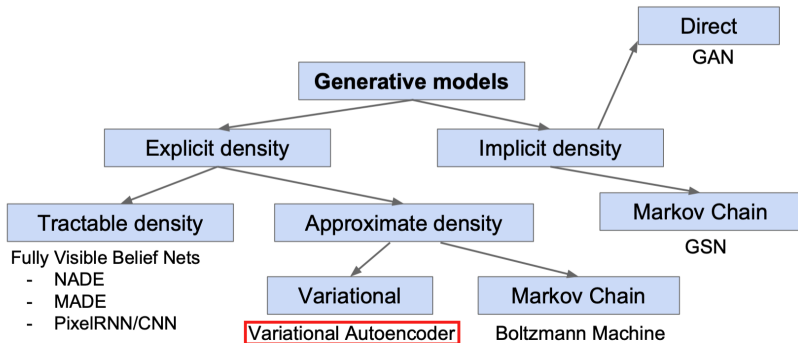 Direct
GAN
Generative models
Explicit density
Implicit density
Tractable density
Approximate density
Markov Chain
GSN
Fully Visible Belief Nets
- NADE
- MADE
- PixelRNN/CNN
Variational
Markov Chain
Variational Autoencoder
Boltzmann Machine